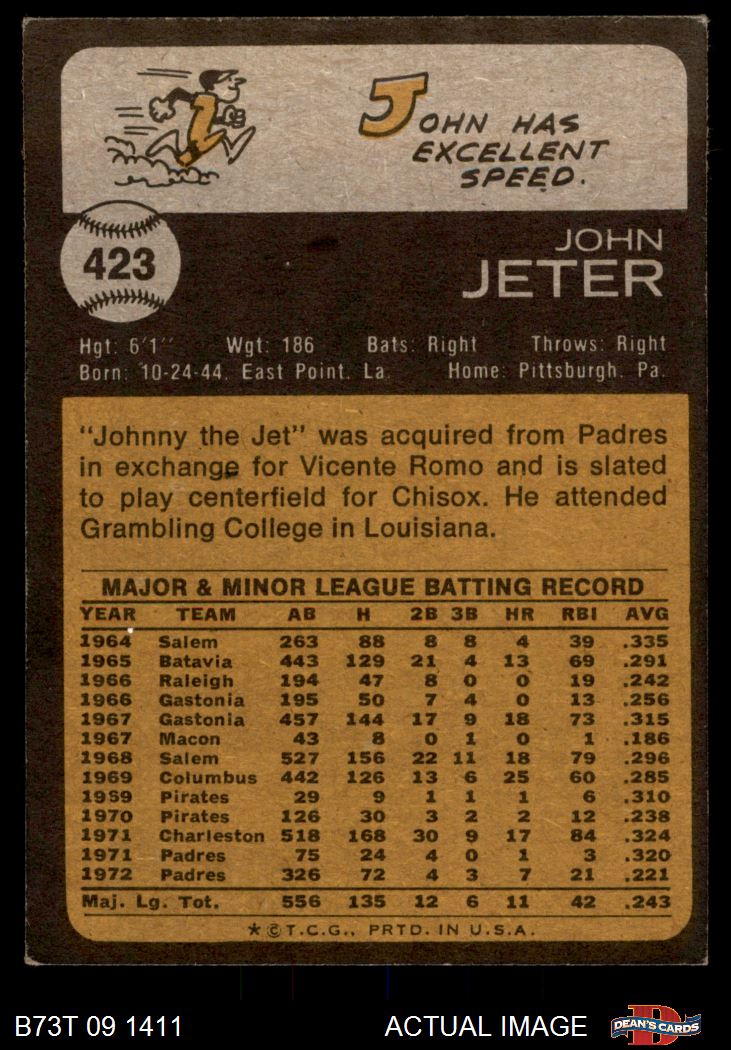 JOHN HAS
EXCELLENT
SPEED.
423
JOHN
JETER
Hgt: 6'1" Wgt: 186 Bats: Right Throws: Right
Born: 10-24-44, East Point, La. Home: Pittsburgh, Pa.
"Johnny the Jet" was acquired from Padres
in exchange for Vicente Romo and is slated
to play centerfield for Chisox. He attended
Grambling College in Louisiana.
MAJOR & MINOR LEAGUE BATTING RECORD
YEAR TEAM AB H 2B 3B HR RBI AVG
1964 Salem 263 88 8 8 4 39 .335
1965 Batavia 443 129 21 4 13 69 .291
1966 Raleigh 194 47 8 0 0 19 .242
1966 Gastonia 195 50 7 4 0 13 .256
1967 Gastonia 457 144 17 9 18 73 .315
1967 Macon 43 8 0 1 0 1 .186
1968 Salem 527 156 22 11 18 79 .296
1969 Columbus 442 126 13 6 25 60 .285
1959 Pirates 29 9 1 1 1 6 .310
1970 Pirates 126 30 3 2 2 12 .238
1971 Charleston 518 168 30 9 17 84 .324
1971 Padres 75 24 4 0 1 3 .320
1972 Padres 326 72 4 3 7 21 .221
Maj. Lg. Tot. 556 135 12 6 11 42 .243
*©T.C.G., PRTD. IN U.S.A.
B73T 09 1411 ACTUAL IMAGE D DEAN'S CARDS